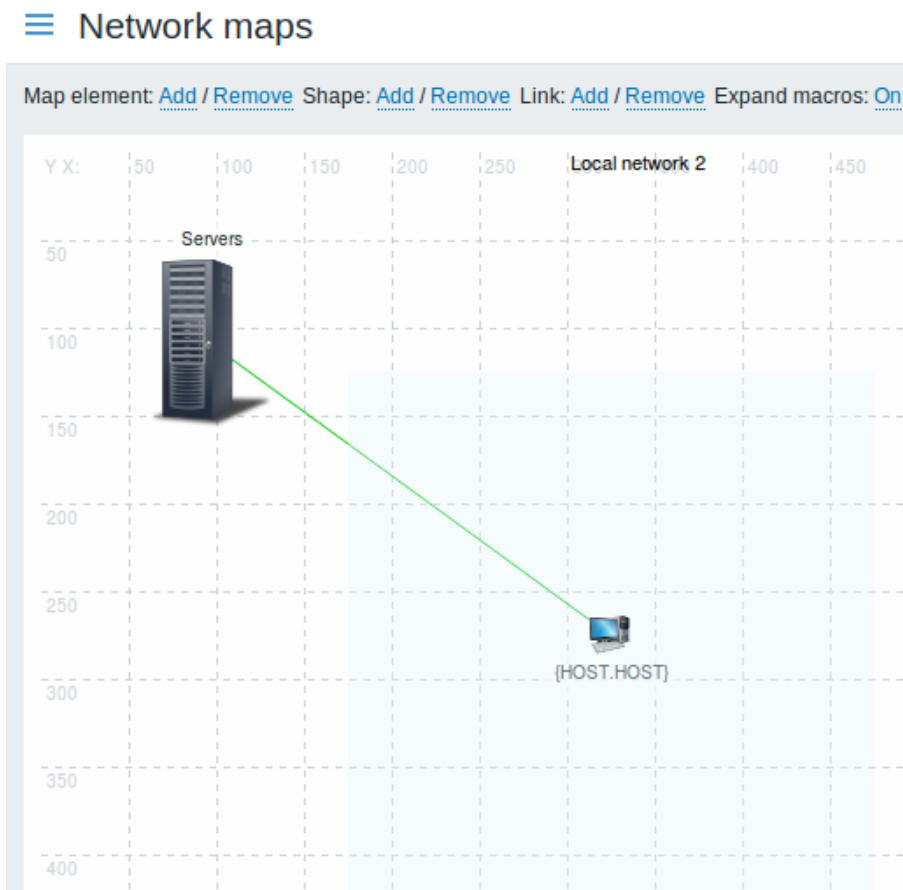 Network maps
Map element: Add / Remove Shape: Add / Remove Link: Add / Remove Expand macros: On
Y X: 50 100 150 200 250 Local network 2 400 450
Servers
50
100
150
200
250
{HOST.HOST}
300
350
400